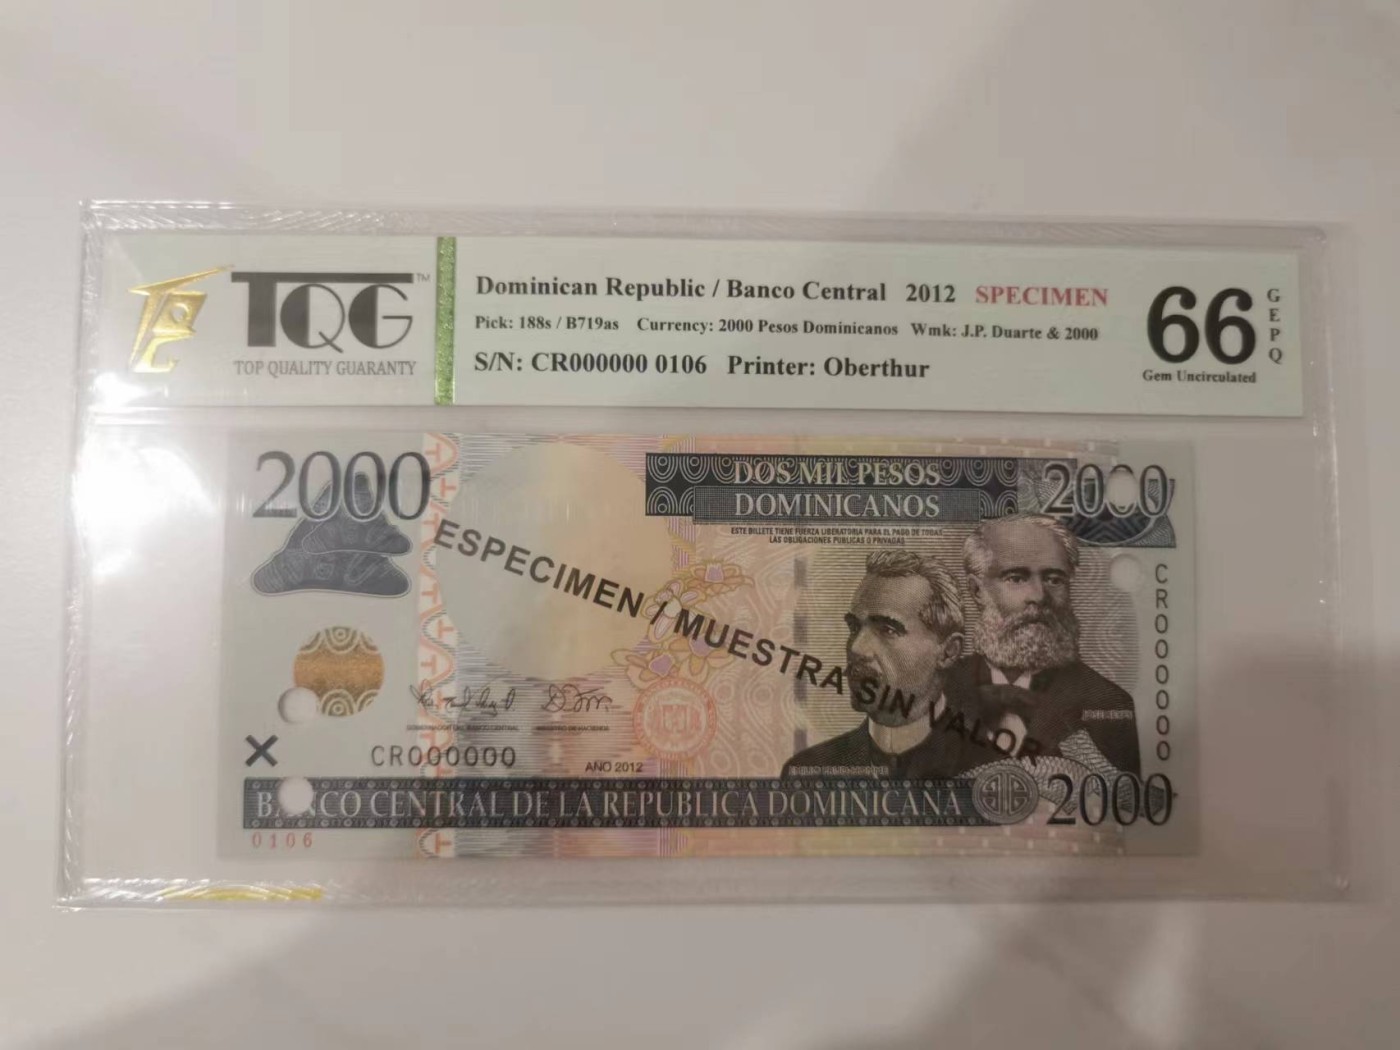 TQG™
TOP QUALITY GUARANTY
Dominican Republic / Banco Central 2012 SPECIMEN
Pick: 188s / B719as Currency: 2000 Pesos Dominicanos Wmk: J.P. Duarte & 2000
S/N: CR000000 0106 Printer: Oberthur
66
GEPQ
Gem Uncirculated
2000
DOS MIL PESOS
DOMINICANOS
2000
ESTE BILLETE TIENE FUERZA LIBERATORIA PARA EL PAGO DE TODAS
LAS OBLIGACIONES PUBLICAS O PRIVADAS
ESPECIMEN / MUESTRA SIN VALOR
CR000000
CR000000
AÑO 2012
BANCO CENTRAL DE LA REPUBLICA DOMINICANA
2000
0106